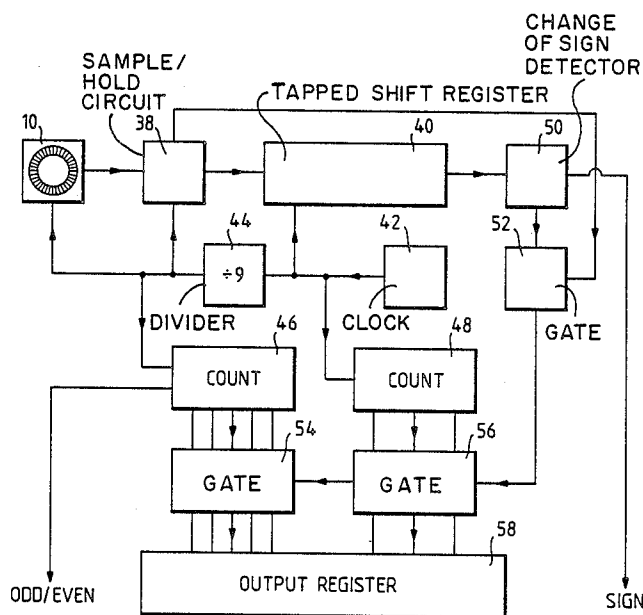 CHANGE
OF SIGN
DETECTOR
SAMPLE/
HOLD
CIRCUIT
TAPPED SHIFT REGISTER
10
38
40
50
44
42
52
÷9
DIVIDER
CLOCK
GATE
46
48
COUNT
COUNT
54
56
GATE
GATE
58
ODD/EVEN
OUTPUT REGISTER
SIGN